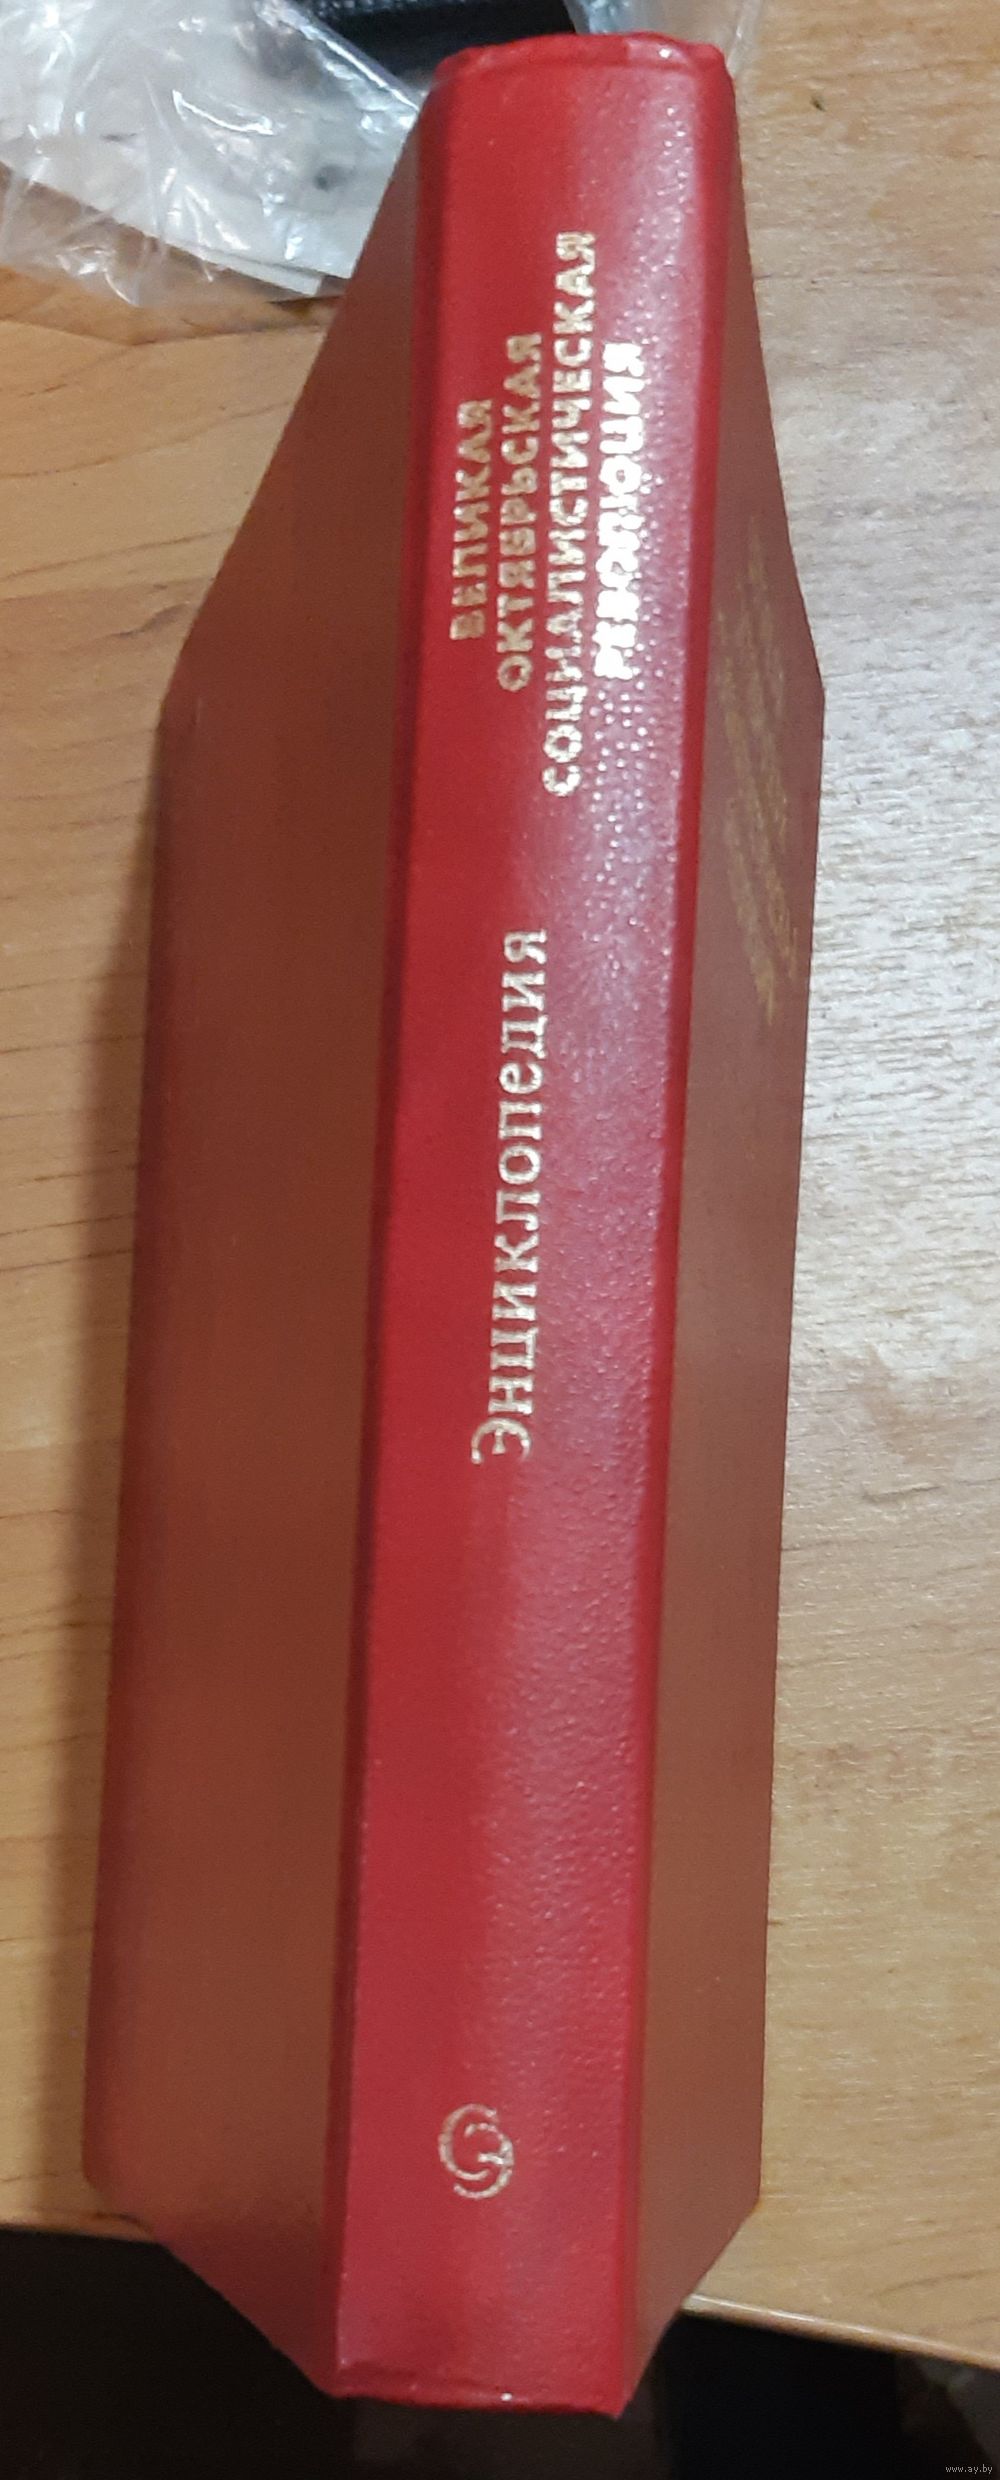 ВЕЛИКАЯ
ОКТЯБРЬСКАЯ
СОЦИАЛИСТИЧЕСКАЯ
РЕВОЛЮЦИЯ
Энциклопедия
www.ay.by